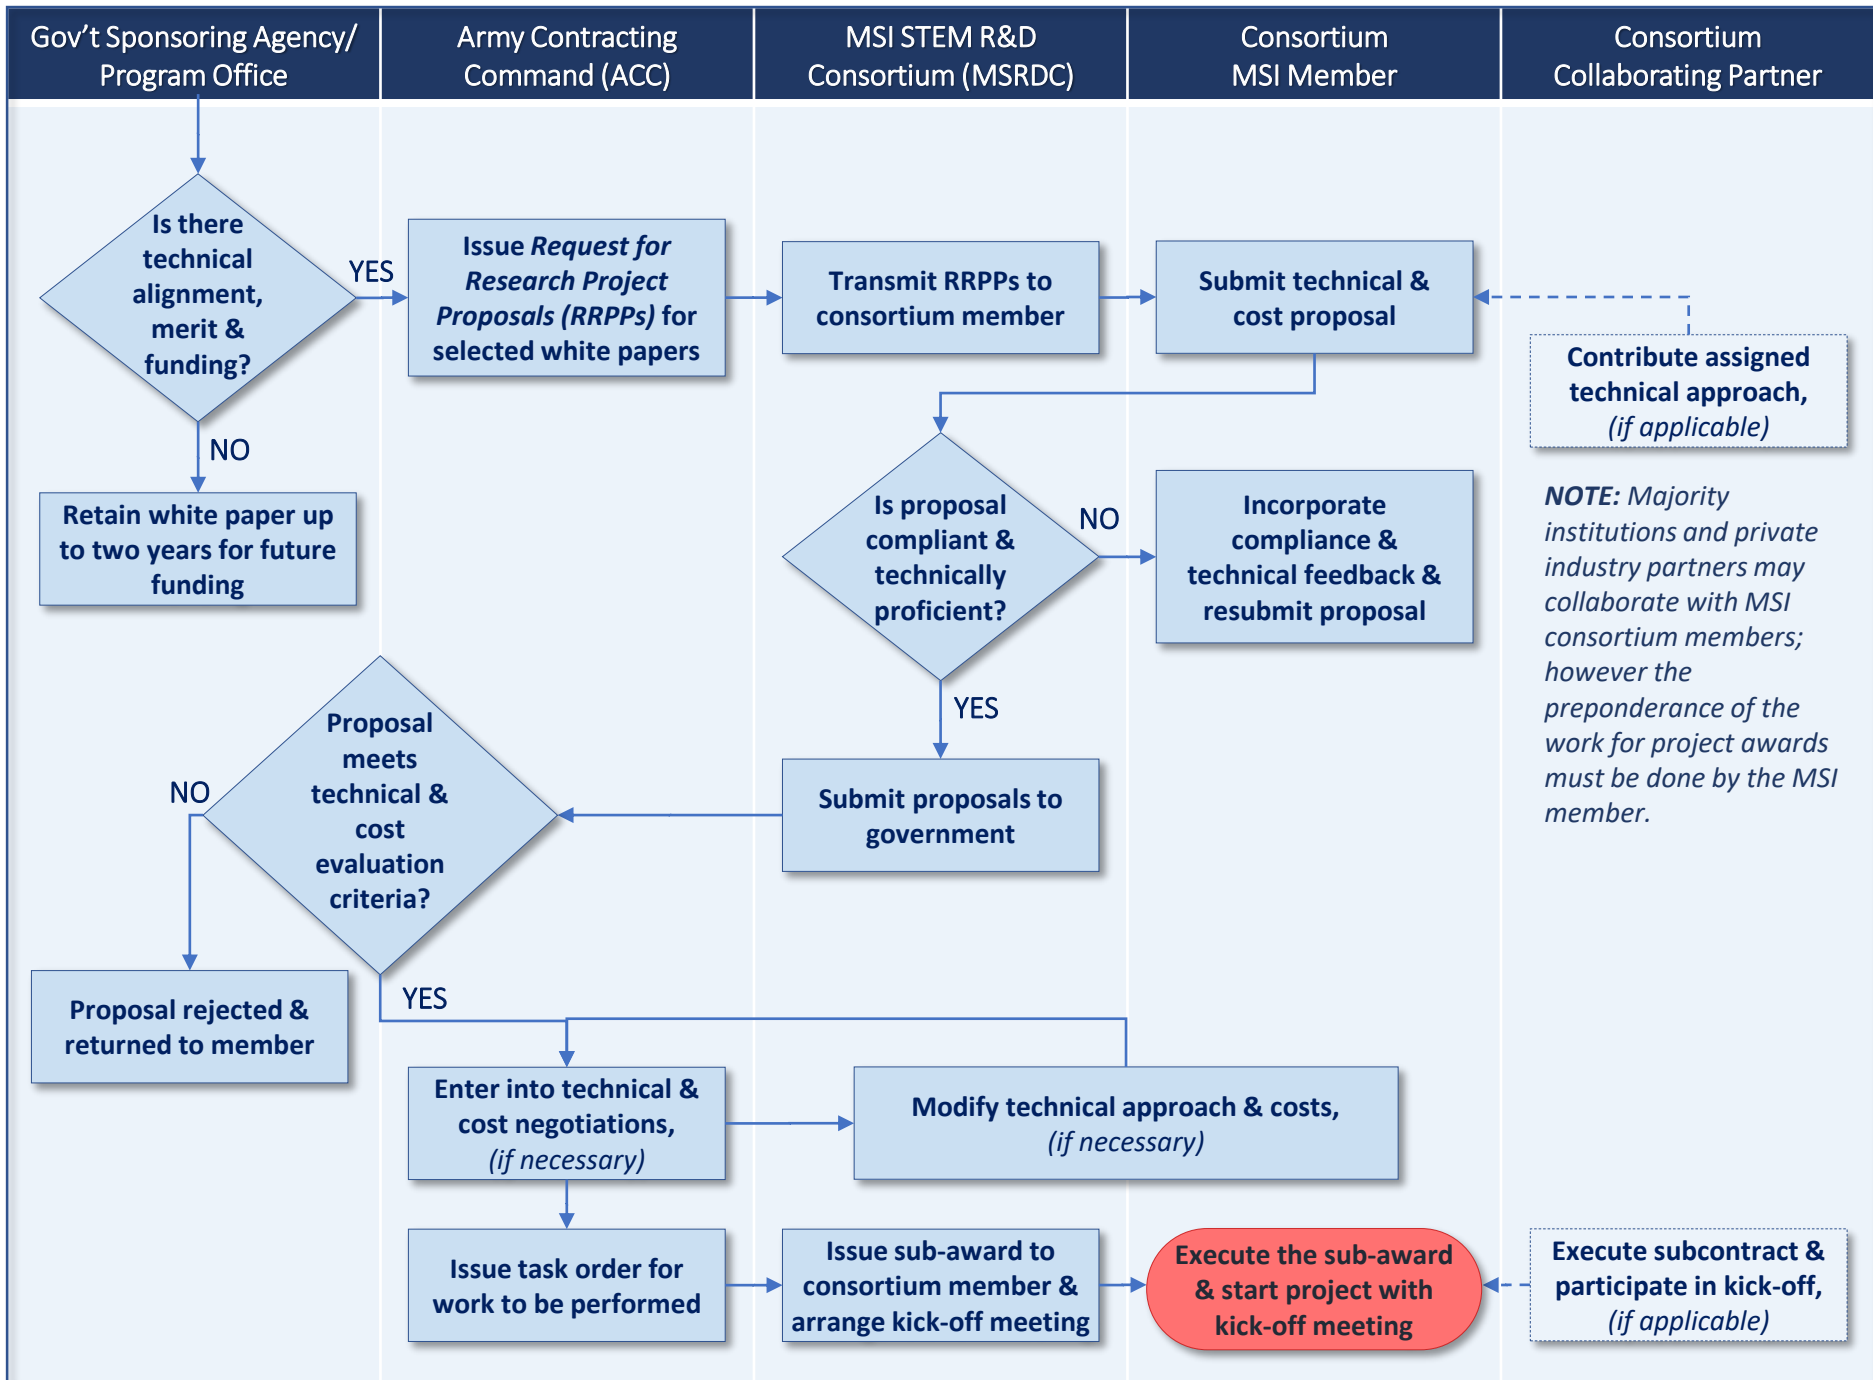 Gov't Sponsoring Agency/
Program Office
Army Contracting
Command (ACC)
MSI STEM R&D
Consortium (MSRDC)
Consortium
MSI Member
Consortium
Collaborating Partner
Is there
technical
alignment,
merit &
funding?
YES
Issue Request for
Research Project
Proposals (RRPPs) for
selected white papers
Transmit RRPPs to
consortium member
Submit technical &
cost proposal
Contribute assigned
technical approach,
(if applicable)
NO
Retain white paper up
to two years for future
funding
Is proposal
compliant &
technically
proficient?
NO
Incorporate
compliance &
technical feedback &
resubmit proposal
NOTE: Majority
institutions and private
industry partners may
collaborate with MSI
consortium members;
however the
preponderance of the
work for project awards
must be done by the MSI
member.
YES
Submit proposals to
government
Proposal
meets
technical &
cost
evaluation
criteria?
NO
Proposal rejected &
returned to member
YES
Enter into technical &
cost negotiations,
(if necessary)
Modify technical approach & costs,
(if necessary)
Issue task order for
work to be performed
Issue sub-award to
consortium member &
arrange kick-off meeting
Execute the sub-award
& start project with
kick-off meeting
Execute subcontract &
participate in kick-off,
(if applicable)